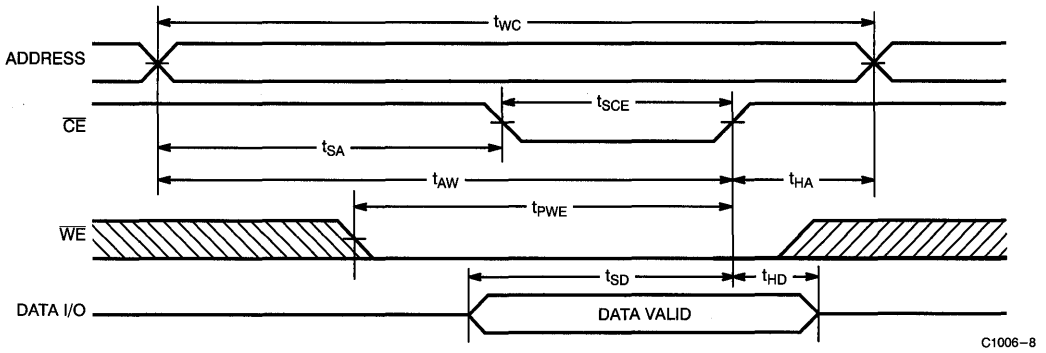 tWC
ADDRESS
tSCE
CE
tSA
tAW
tHA
tPWE
WE
tSD
tHD
DATA I/O
DATA VALID
C1006-8